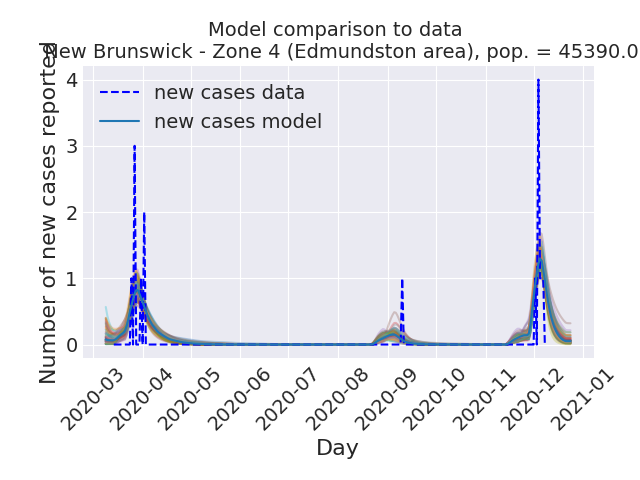 Model comparison to data
New Brunswick - Zone 4 (Edmundston area), pop. = 45390.0
Number of new cases reported
4
3
2
1
0
new cases data
new cases model
2020-03
2020-04
2020-05
2020-06
2020-07
2020-08
2020-09
2020-10
2020-11
2020-12
2021-01
Day